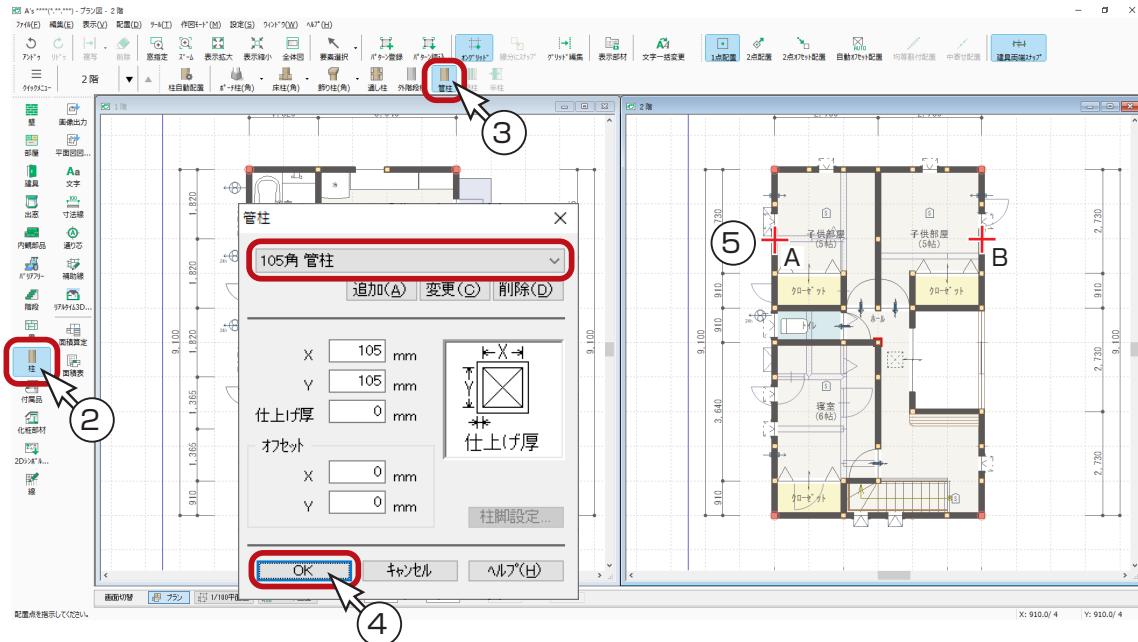 A's ****(*.**.***) - プラン図 - 2 階
ファイル(F) 編集(E) 表示(V) 配置(D) ツール(T) 作図モード(M) 設定(S) ウインドウ(W) ヘルプ(H)
アンドゥ リドゥ 複写 削除 窓指定 ズーム 表示拡大 表示縮小 全体図 要素選択 パターン登録 パターン読込 オングリッド 線分にスナップ グリッド編集 表示部材 文字一括変更 1点配置 2点配置 2点オフセット配置 自動オフセット配置 均等割付配置 中寄せ配置 建具両端スナップ
クイックメニュー 2階 柱自動配置 ポーチ柱(角) 床柱(角) 飾り柱(角) 通し柱 外階段柱 管柱 半柱
③
壁 画像出力
部屋 平面図図...
建具 文字
出窓 寸法線
内観部品 通り芯
バリアフリー 補助線
階段 リアルタイム3D...
面積算定
柱 面積表
付属品
化粧部材
2Dシンボル...
線
②
1階
1,820
1,820
9,100
1,820
1,365
1,365
910
管柱
105角 管柱
追加(A) 変更(C) 削除(D)
X 105 mm
Y 105 mm
仕上げ厚 0 mm
オフセット
X 0 mm
Y 0 mm
X
Y
仕上げ厚
柱脚設定...
OK キャンセル ヘルプ(H)
④
2階
2,730 2,730
2,730
子供部屋
(5帖)
子供部屋
(5帖)
⑤
A
B
2,730
910
クローゼット
クローゼット
910
910
トイレ
ホール
9,100
9,100
2,730
寝室
(6帖)
3,640
2,730
クローゼット
910
画面切替 プラン 1/100平面
配置点を指示してください。
X: 910.0/ 4 Y: 910.0/ 4